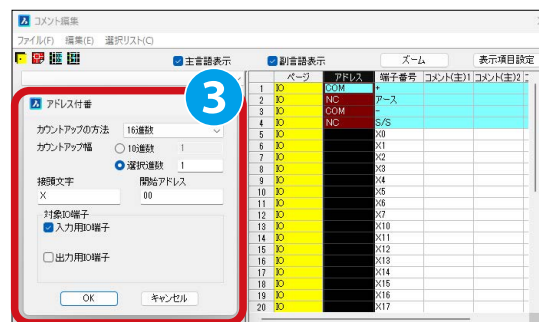 コメント編集
ファイル(F) 編集(E) 選択リスト(C)
主言語表示 副言語表示 ズーム 表示項目設定
3
アドレス付番
カウントアップの方法 16進数
カウントアップ幅 10進数 1
選択進数 1
接頭文字 開始アドレス
X 00
対象IO端子
入力用IO端子
出力用IO端子
OK キャンセル
ページ アドレス 端子番号 コメント(主)1 コメント(主)2
1 IO COM +
2 IO NC アース
3 IO COM -
4 IO NC S/S
5 IO X0
6 IO X1
7 IO X2
8 IO X3
9 IO X4
10 IO X5
11 IO X6
12 IO X7
13 IO X10
14 IO X11
15 IO X12
16 IO X13
17 IO X14
18 IO X15
19 IO X16
20 IO X17